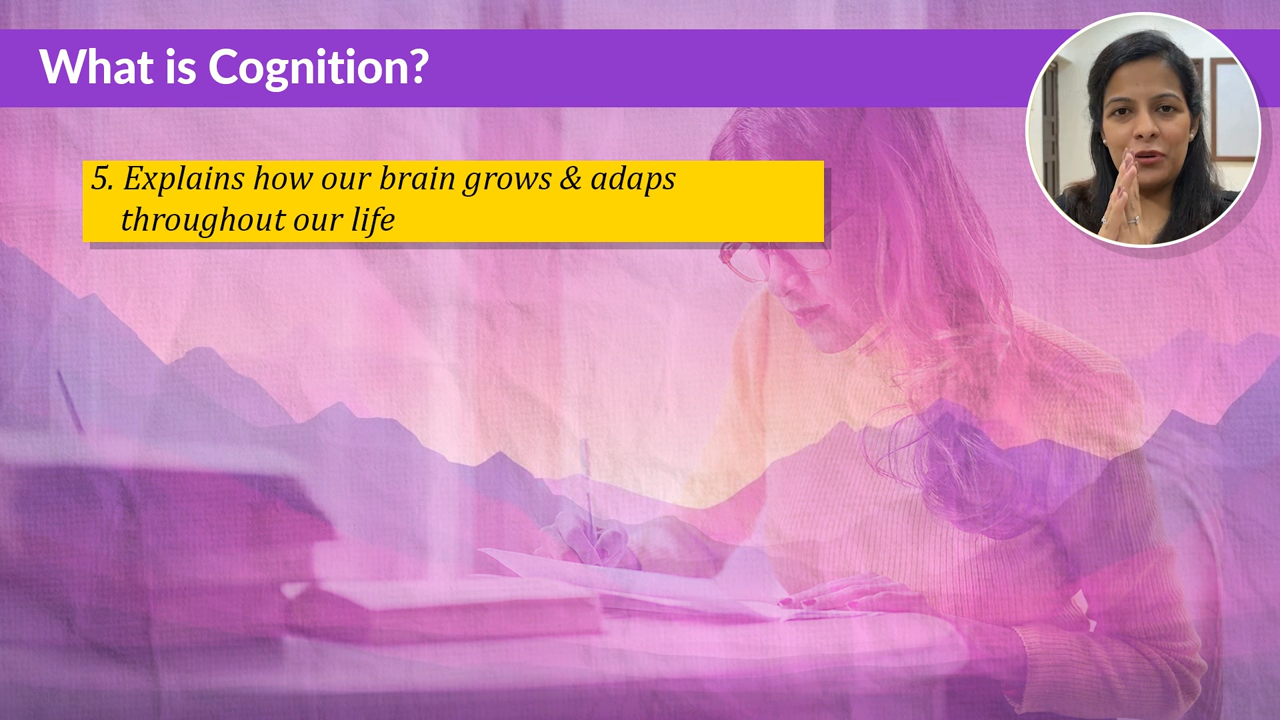 What is Cognition?
5. Explains how our brain grows & adaps
throughout our life